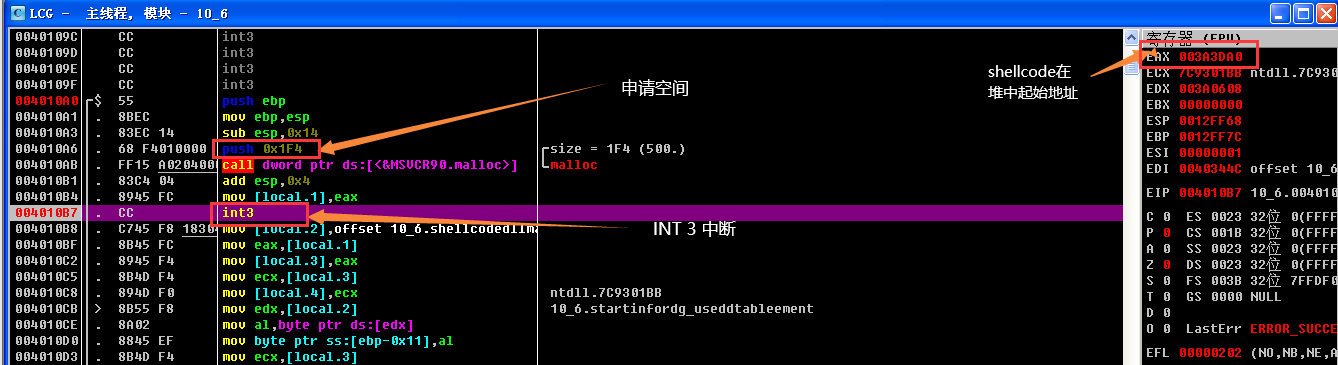 LCG - 主线程, 模块 - 10_6
0040109C CC int3
0040109D CC int3
0040109E CC int3
0040109F CC int3
004010A0 $ 55 push ebp
004010A1 . 8BEC mov ebp,esp
004010A3 . 83EC 14 sub esp,0x14
004010A6 . 68 F4010000 push 0x1F4 size = 1F4 (500.)
004010AB . FF15 A0204000 call dword ptr ds:[<&MSVCR90.malloc>] malloc
004010B1 . 83C4 04 add esp,0x4
004010B4 . 8945 FC mov [local.1],eax
004010B7 . CC int3
004010B8 . C745 F8 1830 mov [local.2],offset 10_6.shellcodedllm
004010BF . 8B45 FC mov eax,[local.1]
004010C2 . 8945 F4 mov [local.3],eax
004010C5 . 8B4D F4 mov ecx,[local.3]
004010C8 . 894D F0 mov [local.4],ecx ntdll.7C9301BB
004010CB > 8B55 F8 mov edx,[local.2] 10_6.startinfordg_useddtableement
004010CE . 8A02 mov al,byte ptr ds:[edx]
004010D0 . 8845 EF mov byte ptr ss:[ebp-0x11],al
004010D3 . 8B4D F4 mov ecx,[local.3]
申请空间
INT 3 中断
shellcode在
堆中起始地址
寄存器 (FPU)
EAX 003A3DA0
ECX 7C9301BB ntdll.7C930
EDX 003A0608
EBX 00000000
ESP 0012FF68
EBP 0012FF7C
ESI 00000001
EDI 0040344C offset 10_6
EIP 004010B7 10_6.004010
C 0 ES 0023 32位 0(FFFF
P 0 CS 001B 32位 0(FFFF
A 0 SS 0023 32位 0(FFFF
Z 0 DS 0023 32位 0(FFFF
S 0 FS 003B 32位 7FFDF0
T 0 GS 0000 NULL
D 0
O 0 LastErr ERROR_SUCCE
EFL 00000202 (NO,NB,NE,A